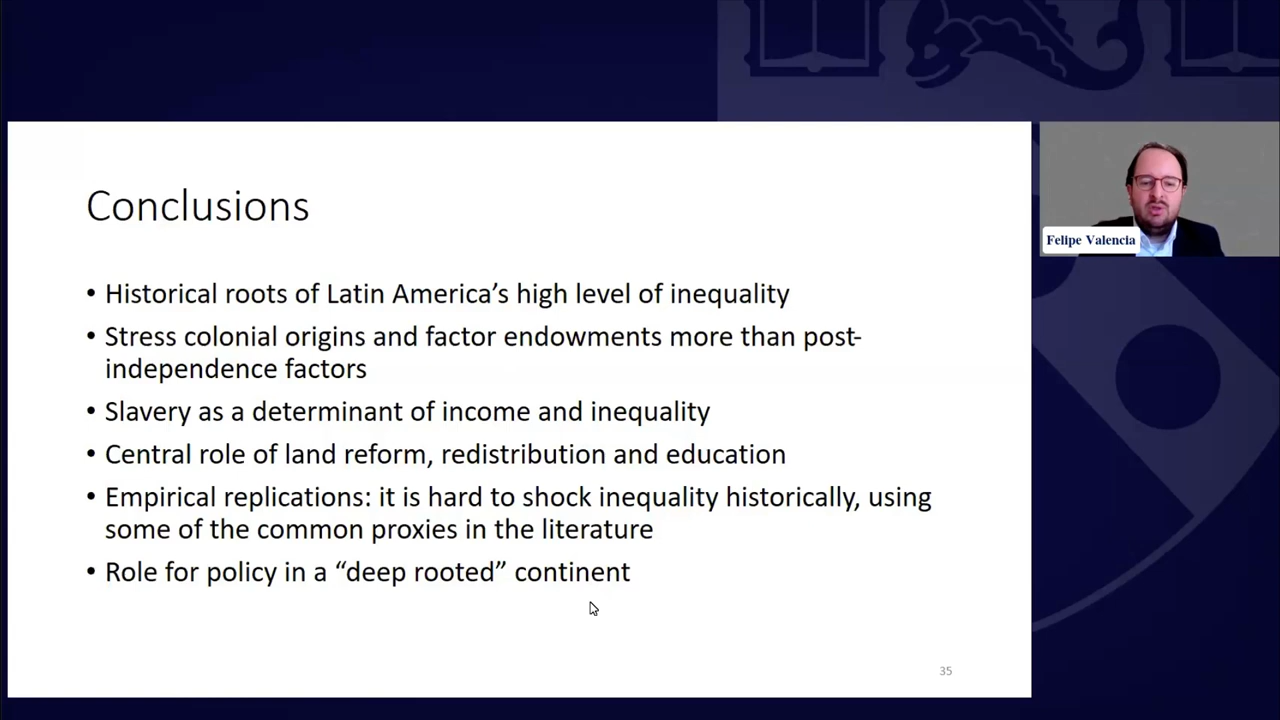 Conclusions
• Historical roots of Latin America’s high level of inequality
• Stress colonial origins and factor endowments more than post-
independence factors
• Slavery as a determinant of income and inequality
• Central role of land reform, redistribution and education
• Empirical replications: it is hard to shock inequality historically, using
some of the common proxies in the literature
• Role for policy in a “deep rooted” continent
35
Felipe Valencia